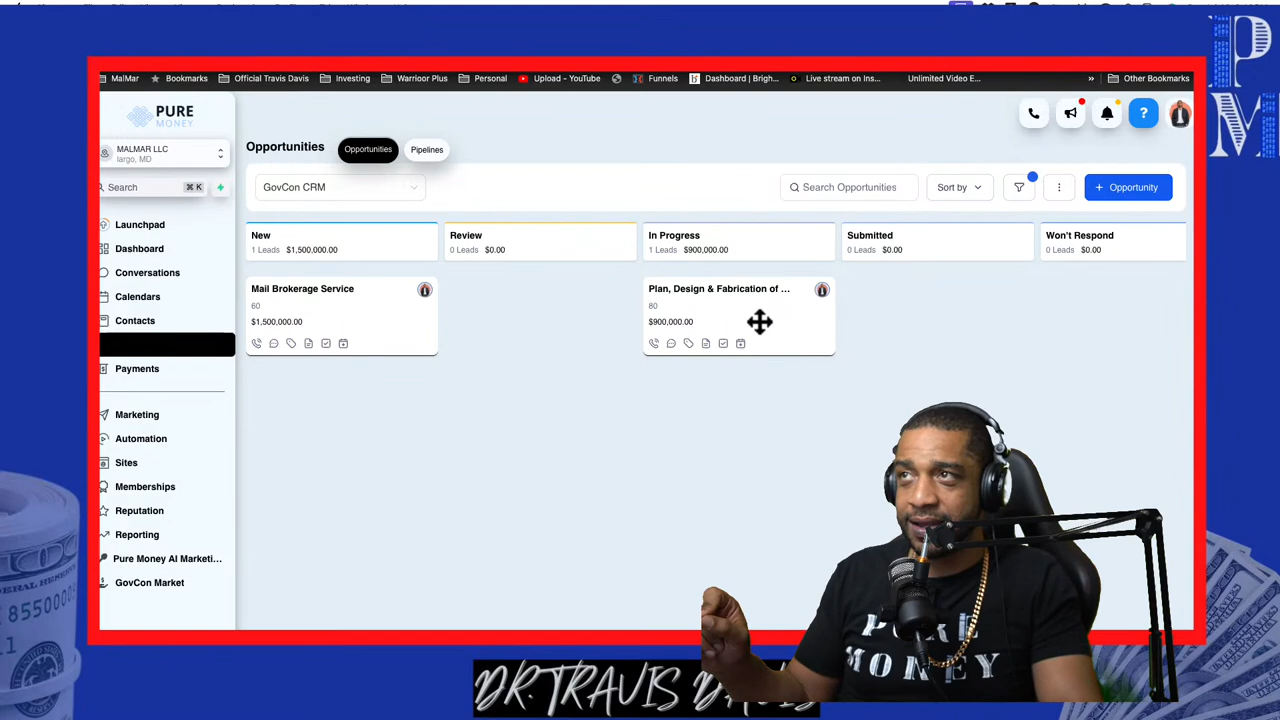 MalMar
Bookmarks
Official Travis Davis
Investing
Warrioor Plus
Personal
Upload - YouTube
Funnels
Dashboard | Brigh...
Live stream on Ins...
Unlimited Video E...
»
Other Bookmarks
PM
PURE
MONEY
MALMAR LLC
largo, MD
Search
⌘ K
Launchpad
Dashboard
Conversations
Calendars
Contacts
Payments
Marketing
Automation
Sites
Memberships
Reputation
Reporting
Pure Money AI Marketi...
GovCon Market
Opportunities
Opportunities
Pipelines
?
GovCon CRM
Search Opportunities
Sort by
+ Opportunity
New
1 Leads $1,500,000.00
Review
0 Leads $0.00
In Progress
1 Leads $900,000.00
Submitted
0 Leads $0.00
Won't Respond
0 Leads $0.00
Mail Brokerage Service
60
$1,500,000.00
Plan, Design & Fabrication of ...
80
$900,000.00
PURE
MONEY
DR. TRAVIS